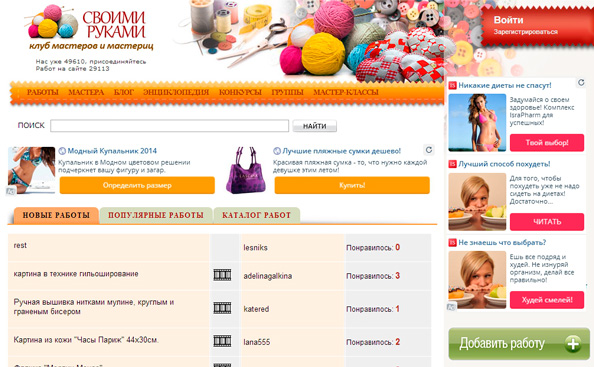 СВОИМИ
РУКАМИ
клуб мастеров и мастериц
Нас уже 49610, присоединяйтесь
Работ на сайте 29113
Войти
Зарегистрироваться
РАБОТЫ МАСТЕРА БЛОГ ЭНЦИКЛОПЕДИЯ КОНКУРСЫ ГРУППЫ МАСТЕР-КЛАССЫ
ПОИСК НАЙТИ
Модный Купальник 2014
Купальник в Модном цветовом решении
подчеркнет вашу фигуру и загар.
Определить размер
Лучшие пляжные сумки дешево!
Красивая пляжная сумка - то, что нужно каждой
девушке этим летом!
Купить!
НОВЫЕ РАБОТЫ ПОПУЛЯРНЫЕ РАБОТЫ КАТАЛОГ РАБОТ
rest lesniks Понравилось: 0
картина в технике гильоширование adelinagalkina Понравилось: 3
Ручная вышивка нитками мулине, круглым и
граненым бисером katered Понравилось: 1
Картина из кожи "Часы Париж" 44х30см. lana555 Понравилось: 2
Никакие диеты не спасут!
Задумайся о своем
здоровье! Комплекс
IsraPharm для
успешных!
Твой выбор!
Лучший способ похудеть!
Для того, чтобы
похудеть уже не надо
сидеть на диетах!
Достаточно...
ЧИТАТЬ
Не знаешь что выбрать?
Ешь все подряд и
худей. Не изнуряй
организм, делай все
правильно!
Худей смелей!
Добавить работу